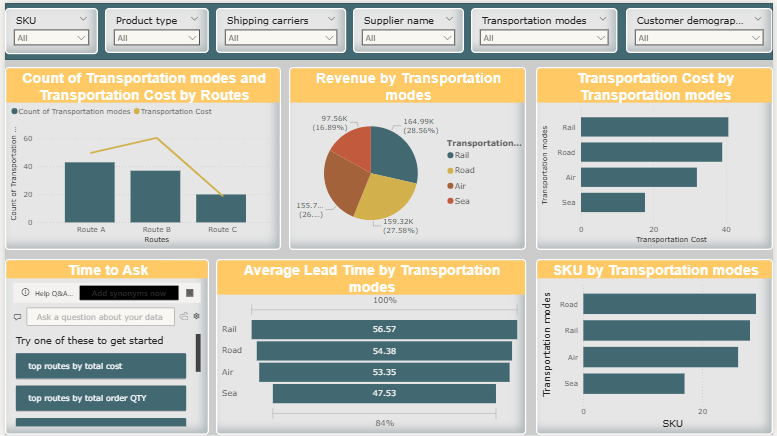 SKU
All
Product type
All
Shipping carriers
All
Supplier name
All
Transportation modes
All
Customer demograp...
All
Count of Transportation modes and
Transportation Cost by Routes
Count of Transportation modes
Transportation Cost
Count of Transportation ...
60
40
20
0
Route A
Route B
Route C
Routes
Revenue by Transportation
modes
97.56K
(16.89%)
164.99K
(28.56%)
155.7...
(26....)
159.32K
(27.58%)
Transportation...
Rail
Road
Air
Sea
Transportation Cost by
Transportation modes
Transportation modes
Rail
Road
Air
Sea
0
20
40
Transportation Cost
Time to Ask
Help Q&A...
Add synonyms now
Ask a question about your data
Try one of these to get started
top routes by total cost
top routes by total order QTY
Average Lead Time by Transportation
modes
100%
Rail
56.57
Road
54.38
Air
53.35
Sea
47.53
84%
SKU by Transportation modes
Transportation modes
Road
Rail
Air
Sea
0
20
SKU